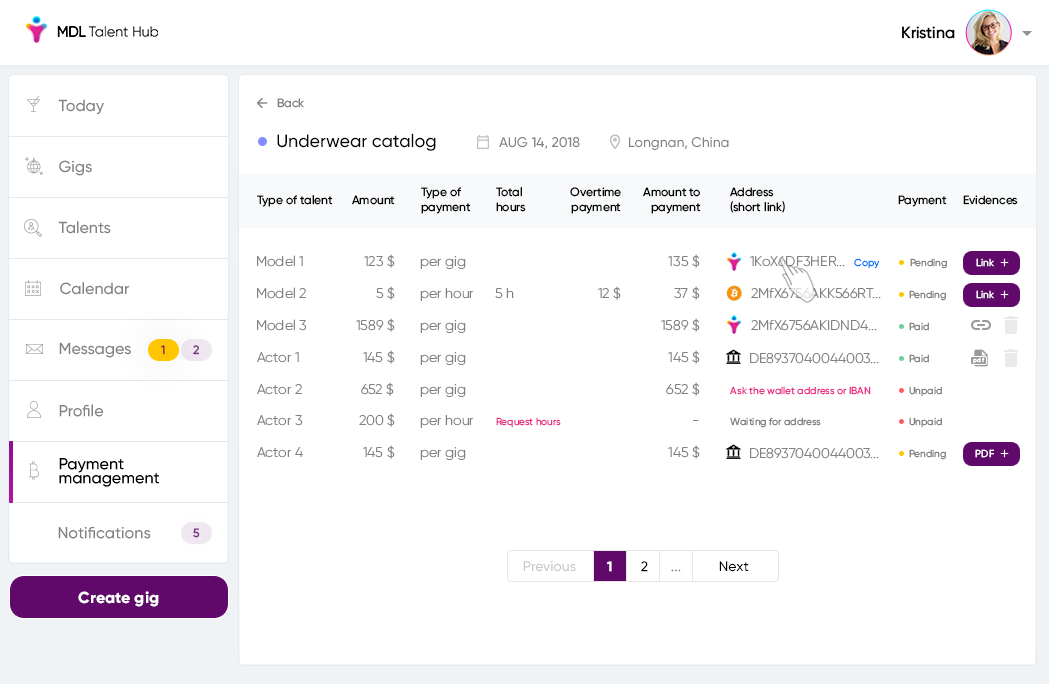 MDL Talent Hub
Kristina
Today
Gigs
Talents
Calendar
Messages 1 2
Profile
Payment
management
Notifications 5
Create gig
Back
Underwear catalog AUG 14, 2018 Longnan, China
Type of talent Amount Type of payment Total hours Overtime payment Amount to payment Address (short link) Payment Evidences
Model 1 123 $ per gig 135 $ 1KoXADF3HER... Copy Pending Link +
Model 2 5 $ per hour 5 h 12 $ 37 $ 2MfX6756AKK566RT... Pending Link +
Model 3 1589 $ per gig 1589 $ 2MfX6756AKIDND4... Paid
Actor 1 145 $ per gig 145 $ DE8937040044003... Paid pdf
Actor 2 652 $ per gig 652 $ Ask the wallet address or IBAN Unpaid
Actor 3 200 $ per hour Request hours – Waiting for address Unpaid
Actor 4 145 $ per gig 145 $ DE8937040044003... Pending PDF +
Previous 1 2 ... Next